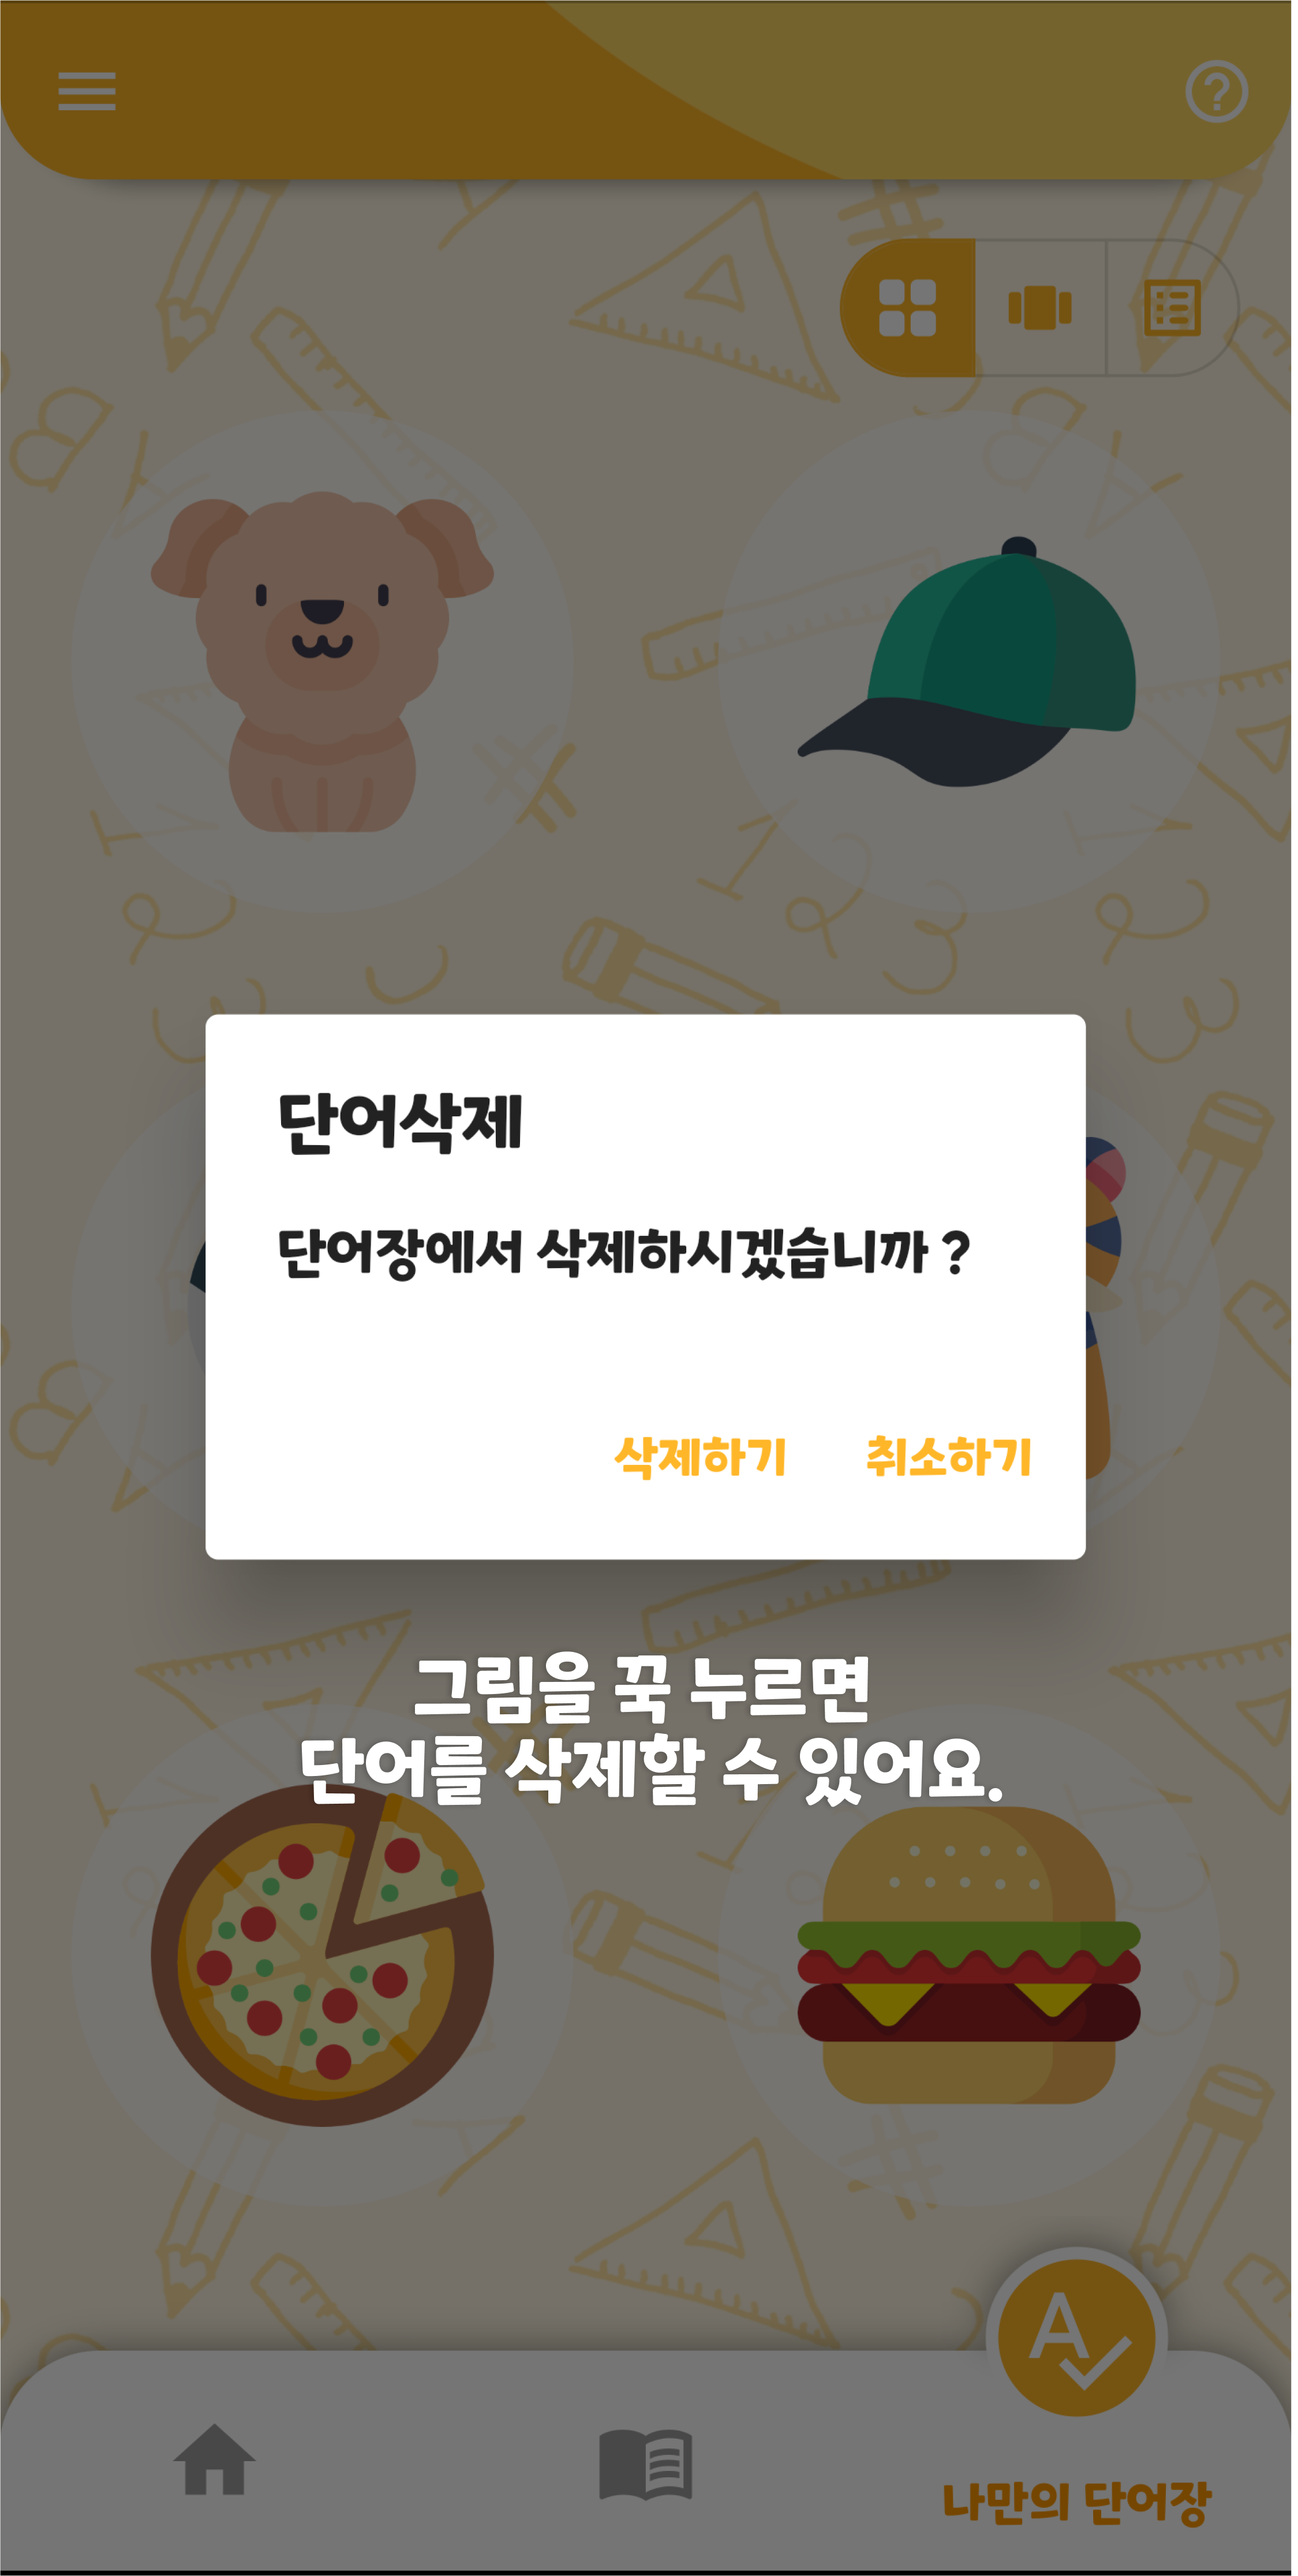 단어삭제
단어장에서 삭제하시겠습니까 ?
삭제하기 취소하기
그림을 꾹 누르면
단어를 삭제할 수 있어요.
나만의 단어장